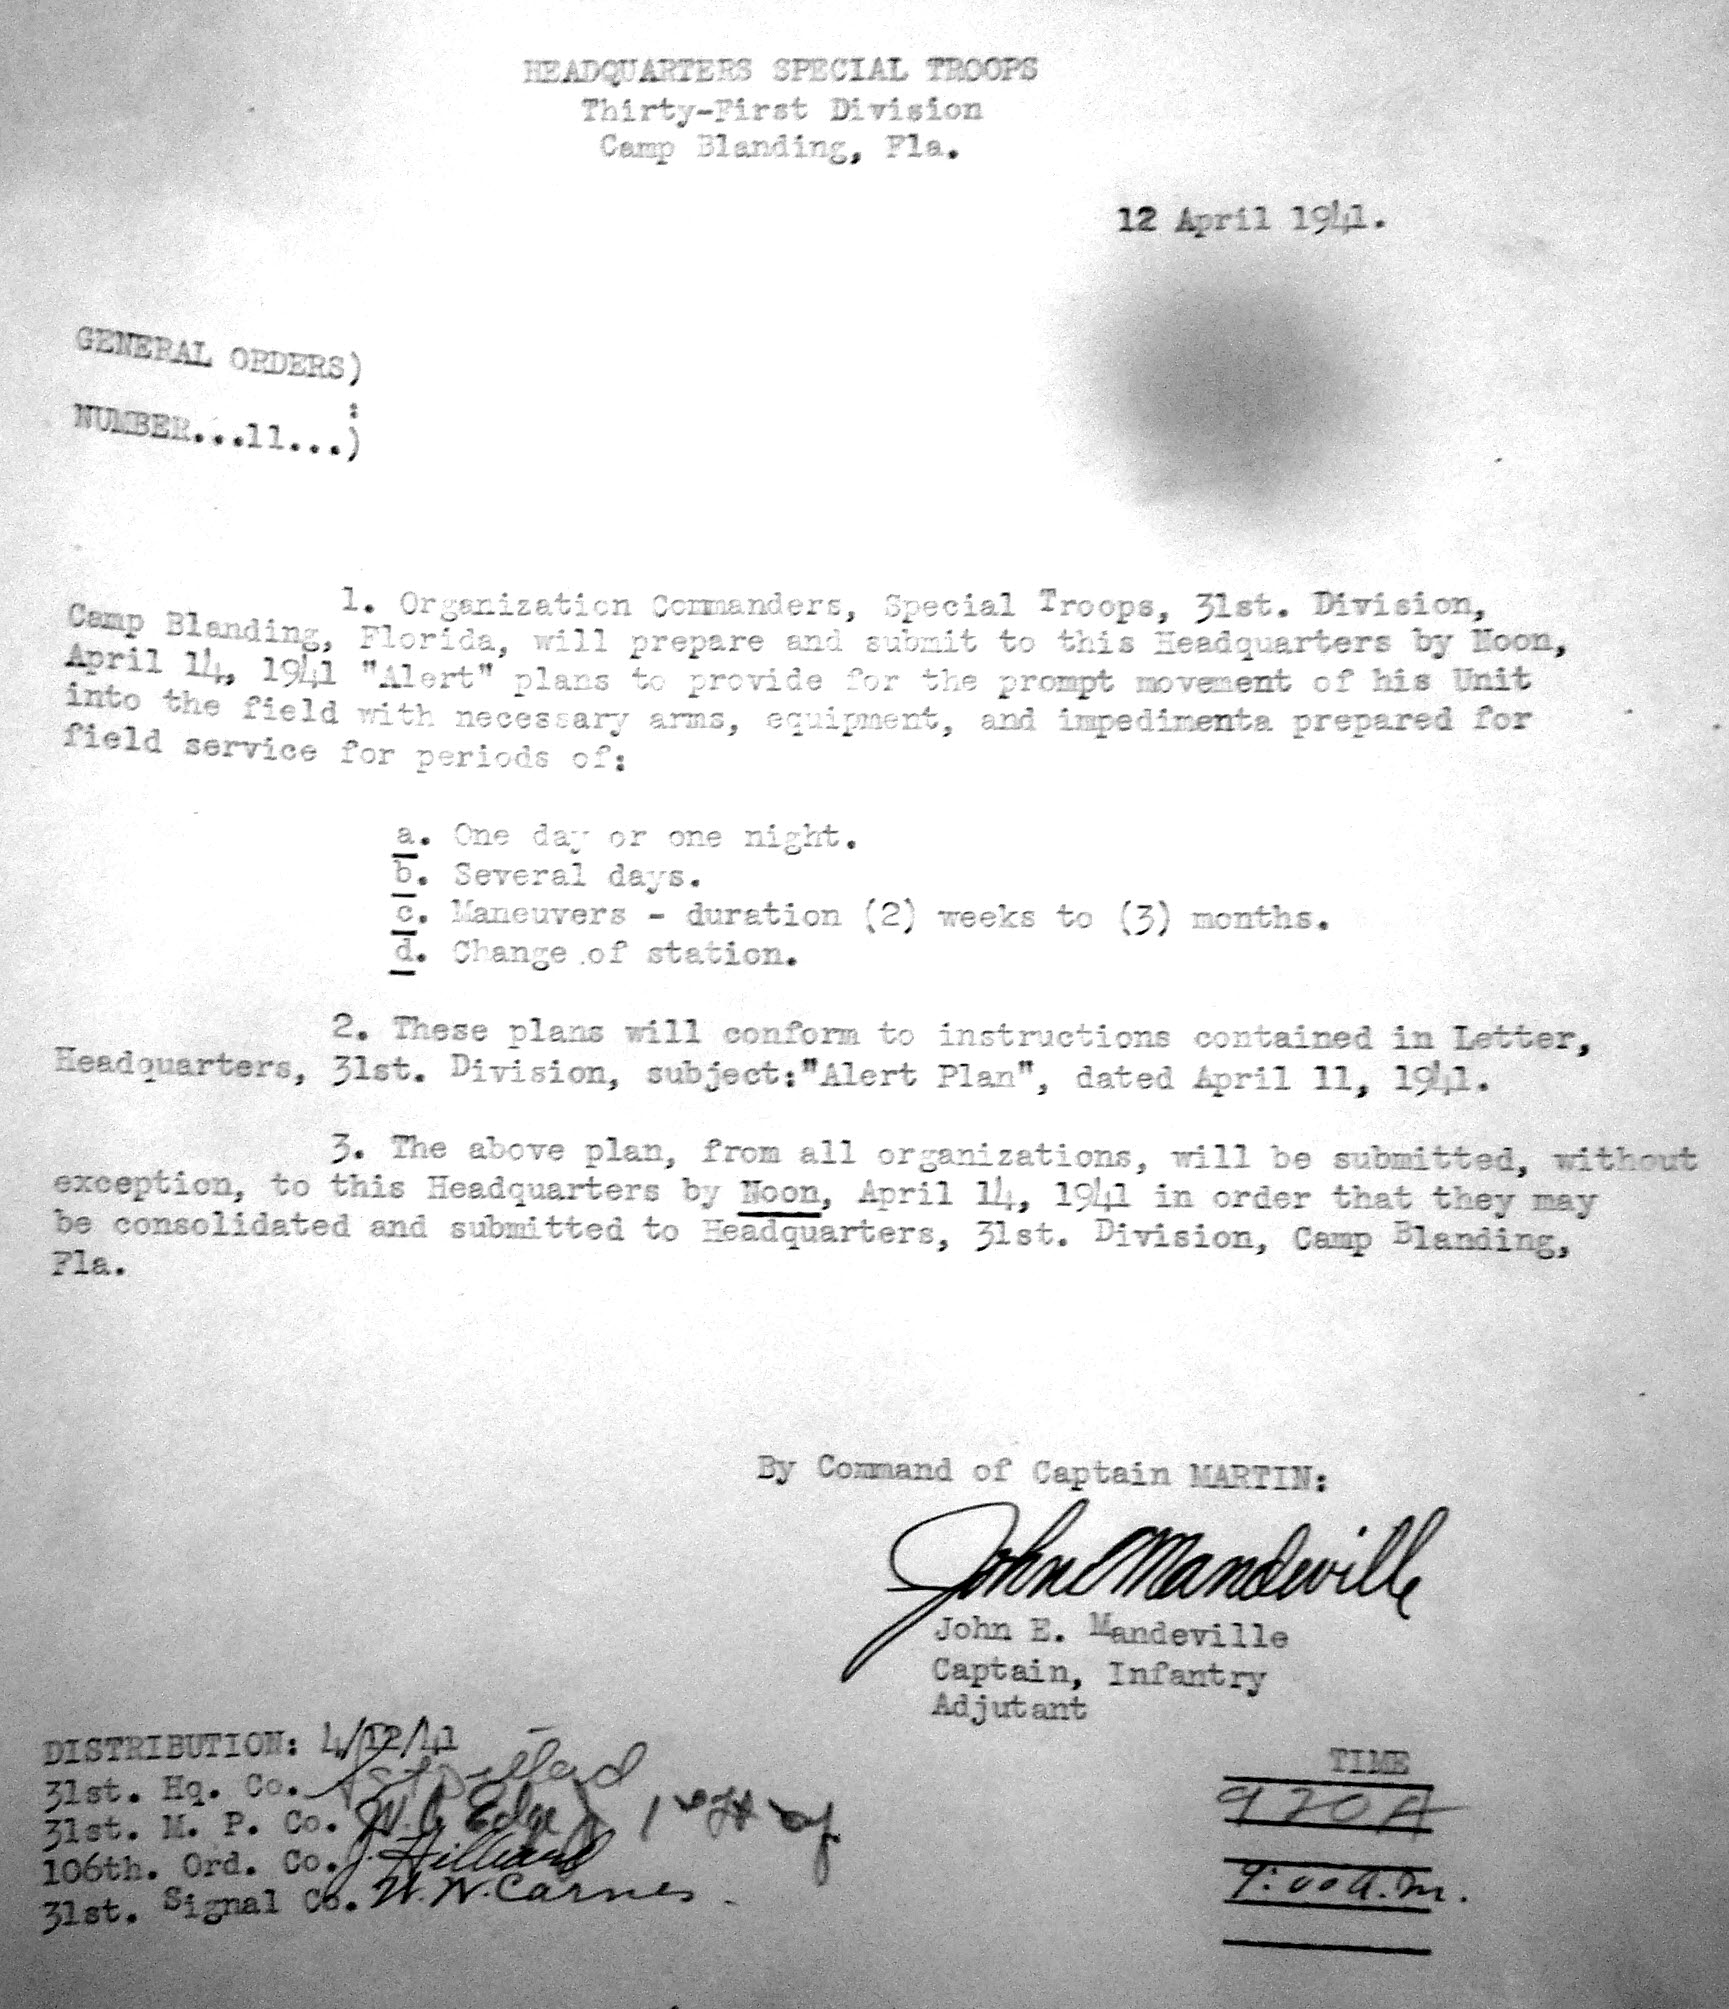 HEADQUARTERS SPECIAL TROOPS
Thirty-First Division
Camp Blanding, Fla.
12 April 1941.
GENERAL ORDERS)
:
NUMBER...11...)
1. Organization Commanders, Special Troops, 31st. Division,
Camp Blanding, Florida, will prepare and submit to this Headquarters by Noon,
April 14, 1941 "Alert" plans to provide for the prompt movement of his Unit
into the field with necessary arms, equipment, and impedimenta prepared for
field service for periods of:
a. One day or one night.
b. Several days.
c. Maneuvers - duration (2) weeks to (3) months.
d. Change of station.
2. These plans will conform to instructions contained in Letter,
Headquarters, 31st. Division, subject:"Alert Plan", dated April 11, 1941.
3. The above plan, from all organizations, will be submitted, without
exception, to this Headquarters by Noon, April 14, 1941 in order that they may
be consolidated and submitted to Headquarters, 31st. Division, Camp Blanding,
Fla.
By Command of Captain MARTIN:
John E Mandeville
John E. Mandeville
Captain, Infantry
Adjutant
DISTRIBUTION: 4/12/41
TIME
31st. Hq. Co.
920A
31st. M. P. Co. W. C. Edge
106th. Ord. Co. J. Hilliard
9:00 a.m.
31st. Signal Co. W. W. Carnes.